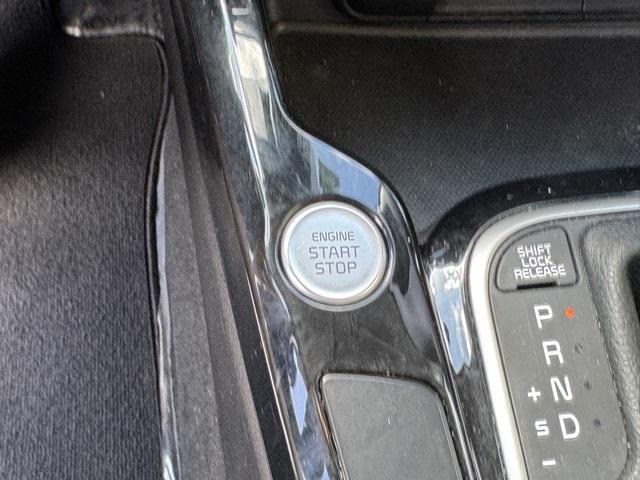 ENGINE
START
STOP
SHIFT
LOCK
RELEASE
P
R
+ N
S D
-